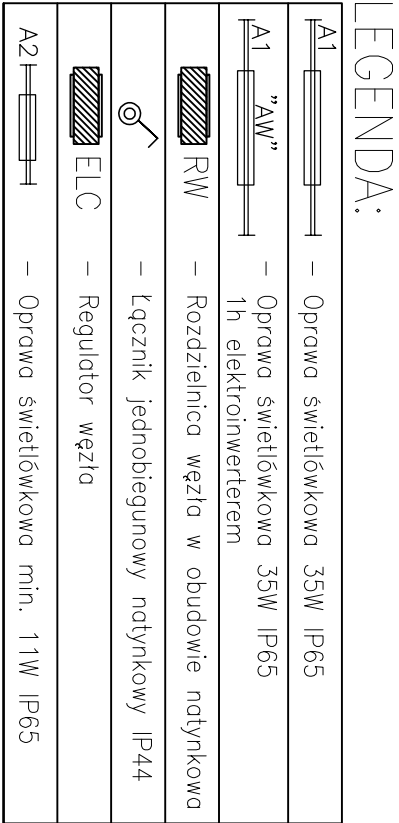 LEGENDA:
A1 - Oprawa świetlówkowa 35W IP65
A1 "AW" - Oprawa świetlówkowa 35W IP65
1h elektroinwerterem
RW - Rozdzielnica węzła w obudowie natynkowa
- Łącznik jednobiegunowy natynkowy IP44
ELC - Regulator węzła
A2 - Oprawa świetlówkowa min. 11W IP65